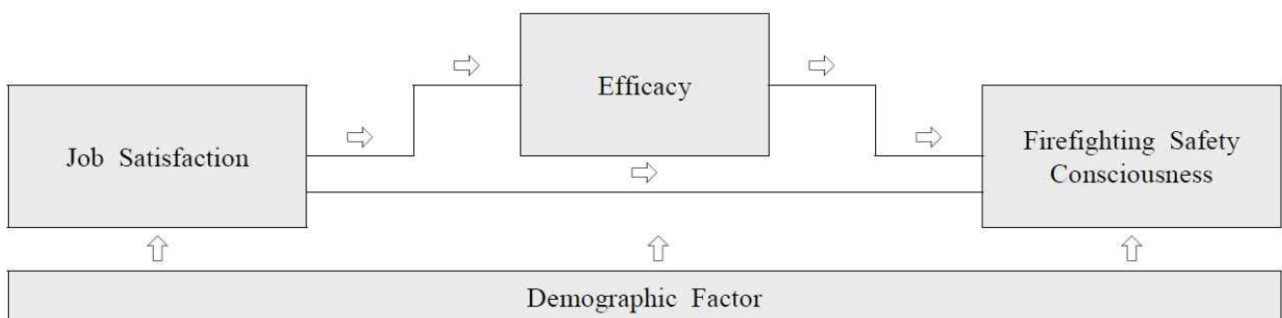 Efficacy
Job Satisfaction
Firefighting Safety
Consciousness
Demographic Factor